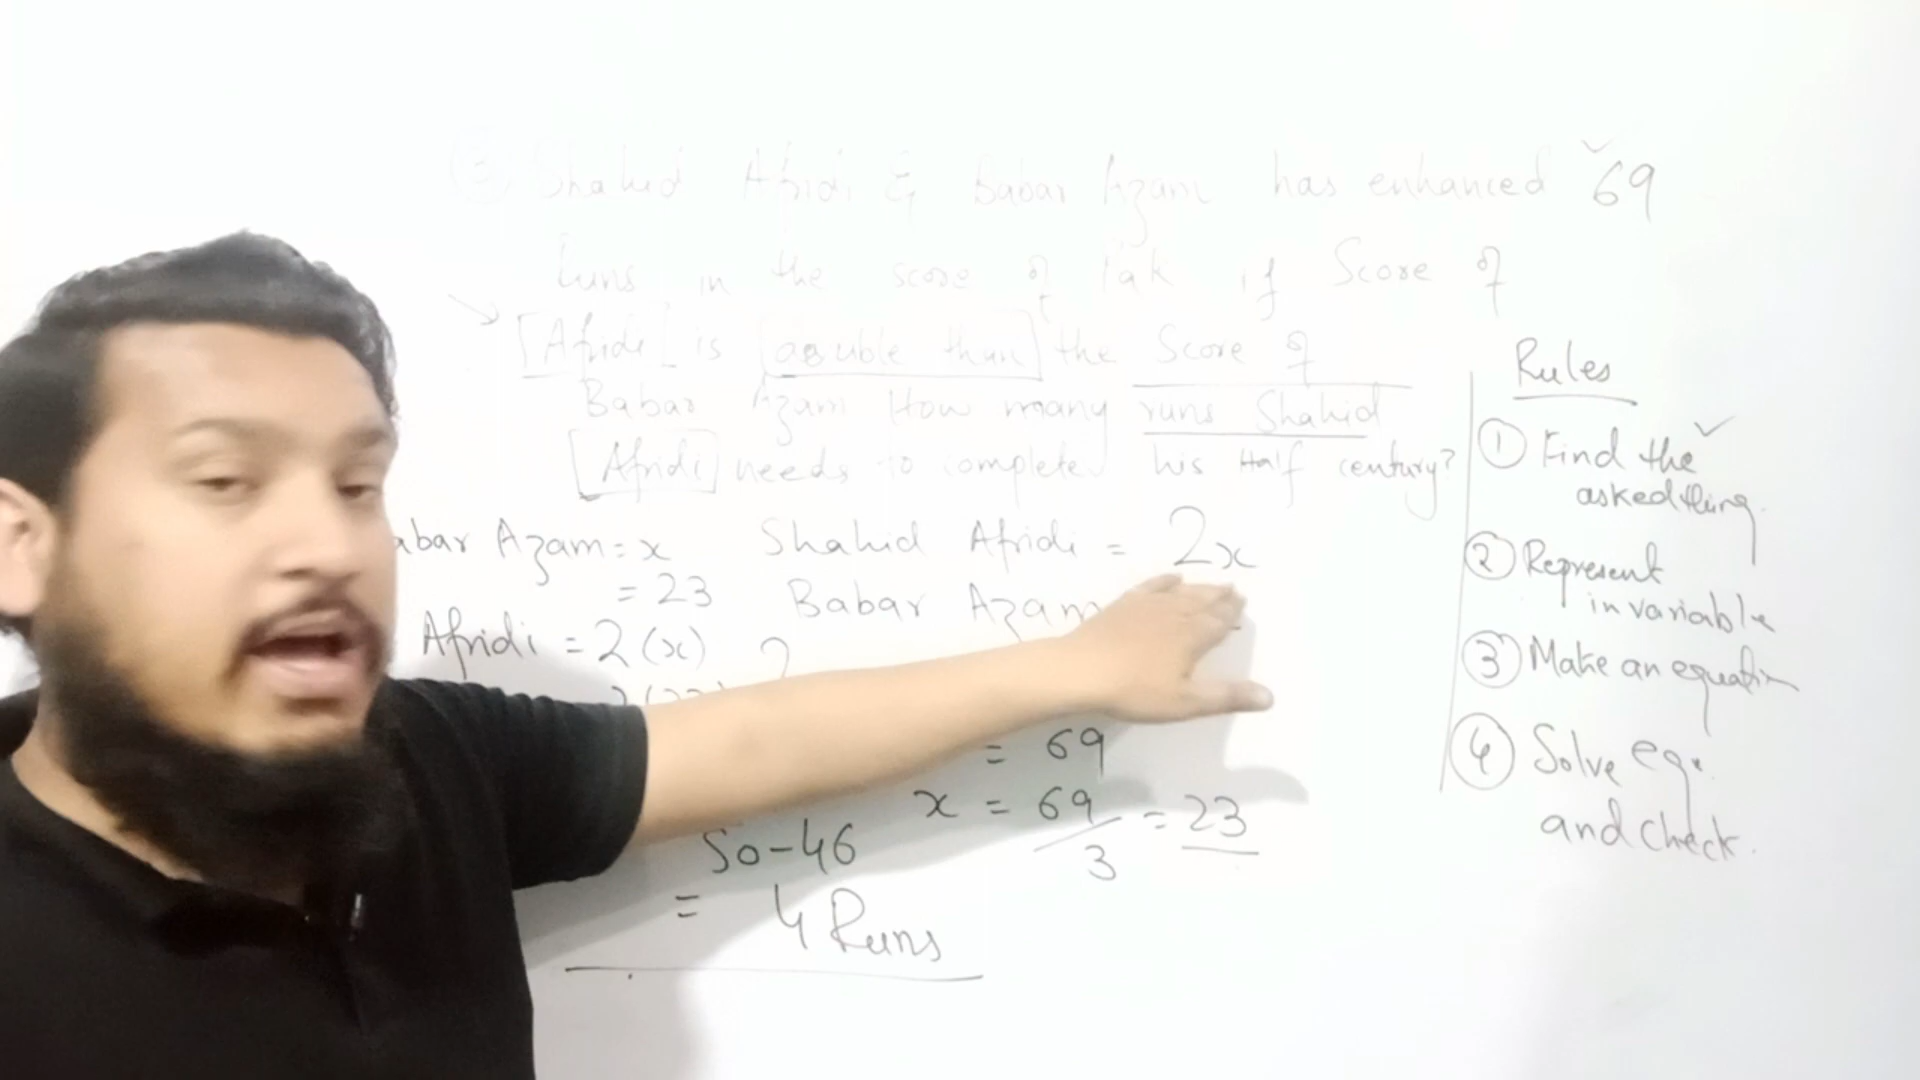 ③ Shahid Afridi & Babar Azam has enhanced 69
runs in the score of Pak if Score of
Afridi is double than the Score of
Babar Azam How many runs Shahid
Afridi needs to complete his Half century?
abar Azam = x
= 23
Afridi = 2(x)
Shahid Afridi = 2x
Babar Azam
2
= 69
x = 69/3 = 23
50-46
= 4 Runs
Rules
① Find the
asked thing
② Represent
in variable
③ Make an equation
④ Solve eqn.
and check.